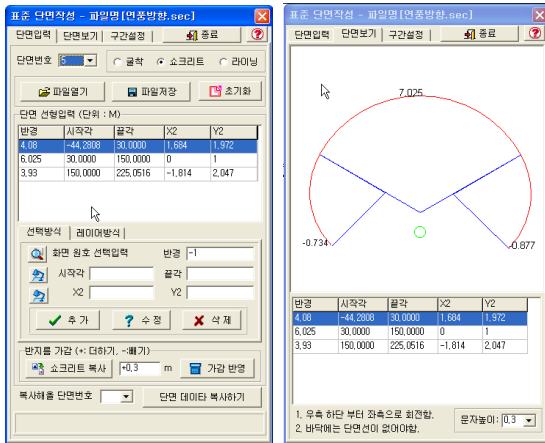 표준 단면작성 - 파일명[연풍방향.sec]
단면입력 단면보기 구간설정 종료
단면번호 5 굴착 쇼크리트 라이닝
파일열기 파일저장 초기화
단면 선형입력 (단위 : M)
반경 시작각 끝각 X2 Y2
4.08 -44,2808 30,0000 1,684 1,972
6,025 30,0000 150,0000 0 1
3,93 150,0000 225,0516 -1,814 2,047
선택방식 레이어방식
화면 원호 선택입력 반경 -1
시작각 끝각
X2 Y2
추가 수정 삭제
반지름 가감 (+: 더하기, -:빼기)
쇼크리트 복사 +0,3 m 가감 반영
복사해올 단면번호 단면 데이타 복사하기
표준 단면작성 - 파일명[연풍방향.sec]
단면입력 단면보기 구간설정 종료
7.025
-0.734
-0.877
반경 시작각 끝각 X2 Y2
4.08 -44,2808 30,0000 1,684 1,972
6,025 30,0000 150,0000 0 1
3,93 150,0000 225,0516 -1,814 2,047
1. 우측 하단 부터 좌측으로 회전함.
2. 바닥에는 단면선이 없어야함.
문자높이: 0,3